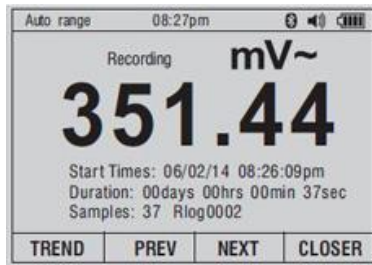 Auto range 08:27pm
Recording mV~
351.44
Start Times: 06/02/14 08:26:09pm
Duration: 00days 00hrs 00min 37sec
Samples: 37 Rlog0002
TREND PREV NEXT CLOSER